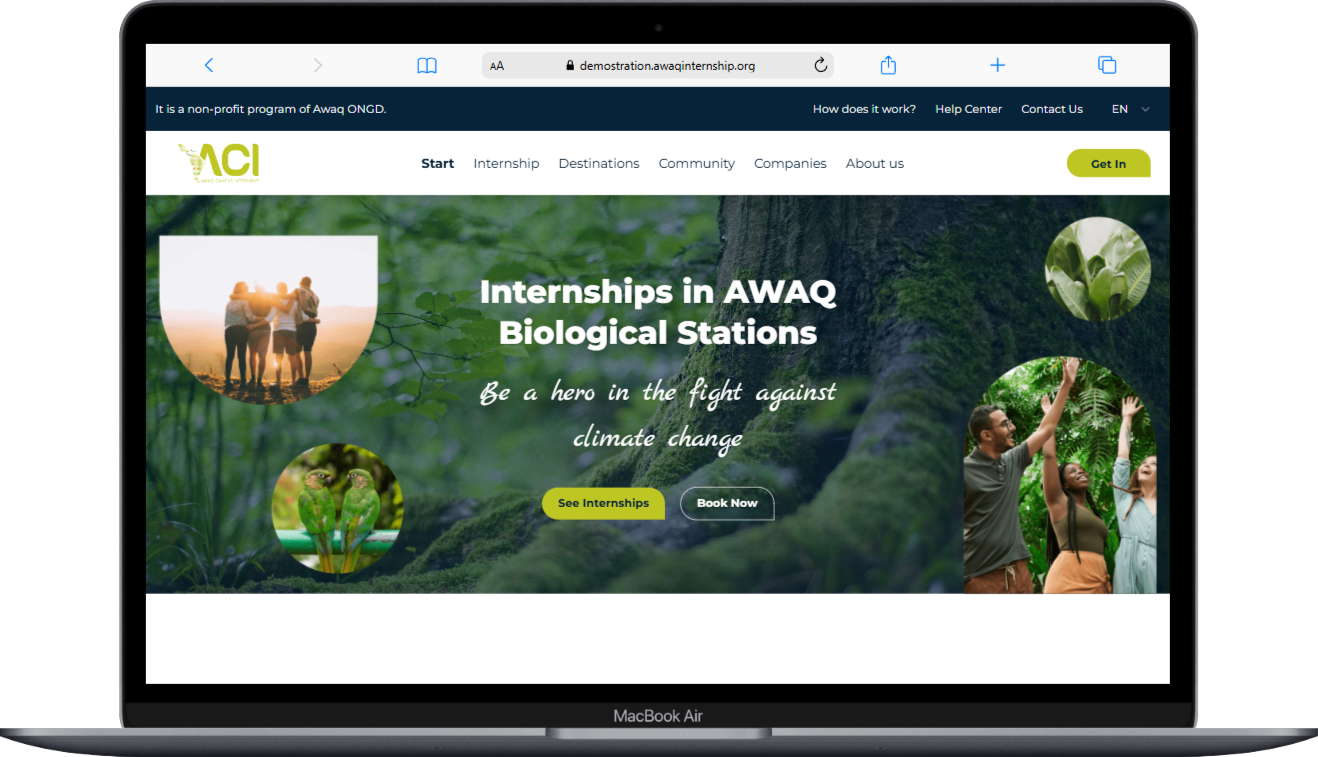 AA
demostration.awaqinternship.org
It is a non-profit program of Awaq ONGD.
How does it work? Help Center Contact Us EN
ACI
Start Internship Destinations Community Companies About us
Get In
Internships in AWAQ
Biological Stations
Be a hero in the fight against
climate change
See Internships Book Now
MacBook Air